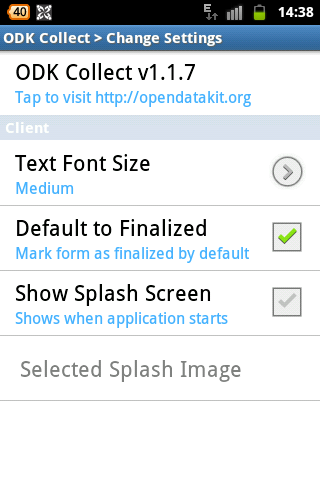 40
E
14:38
ODK Collect > Change Settings
ODK Collect v1.1.7
Tap to visit http://opendatakit.org
Client
Text Font Size
Medium
Default to Finalized
Mark form as finalized by default
Show Splash Screen
Shows when application starts
Selected Splash Image